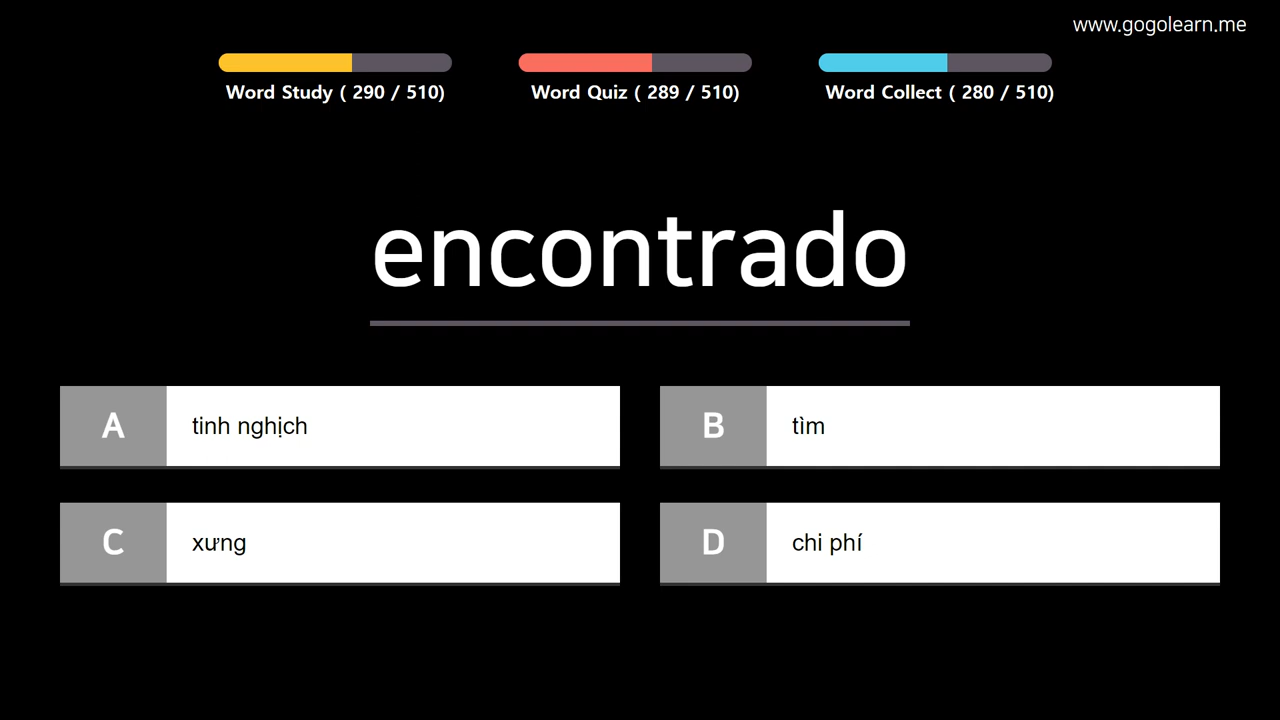 www.gogolearn.me
Word Study ( 290 / 510)
Word Quiz ( 289 / 510)
Word Collect ( 280 / 510)
encontrado
A
tinh nghịch
B
tìm
C
xưng
D
chi phí